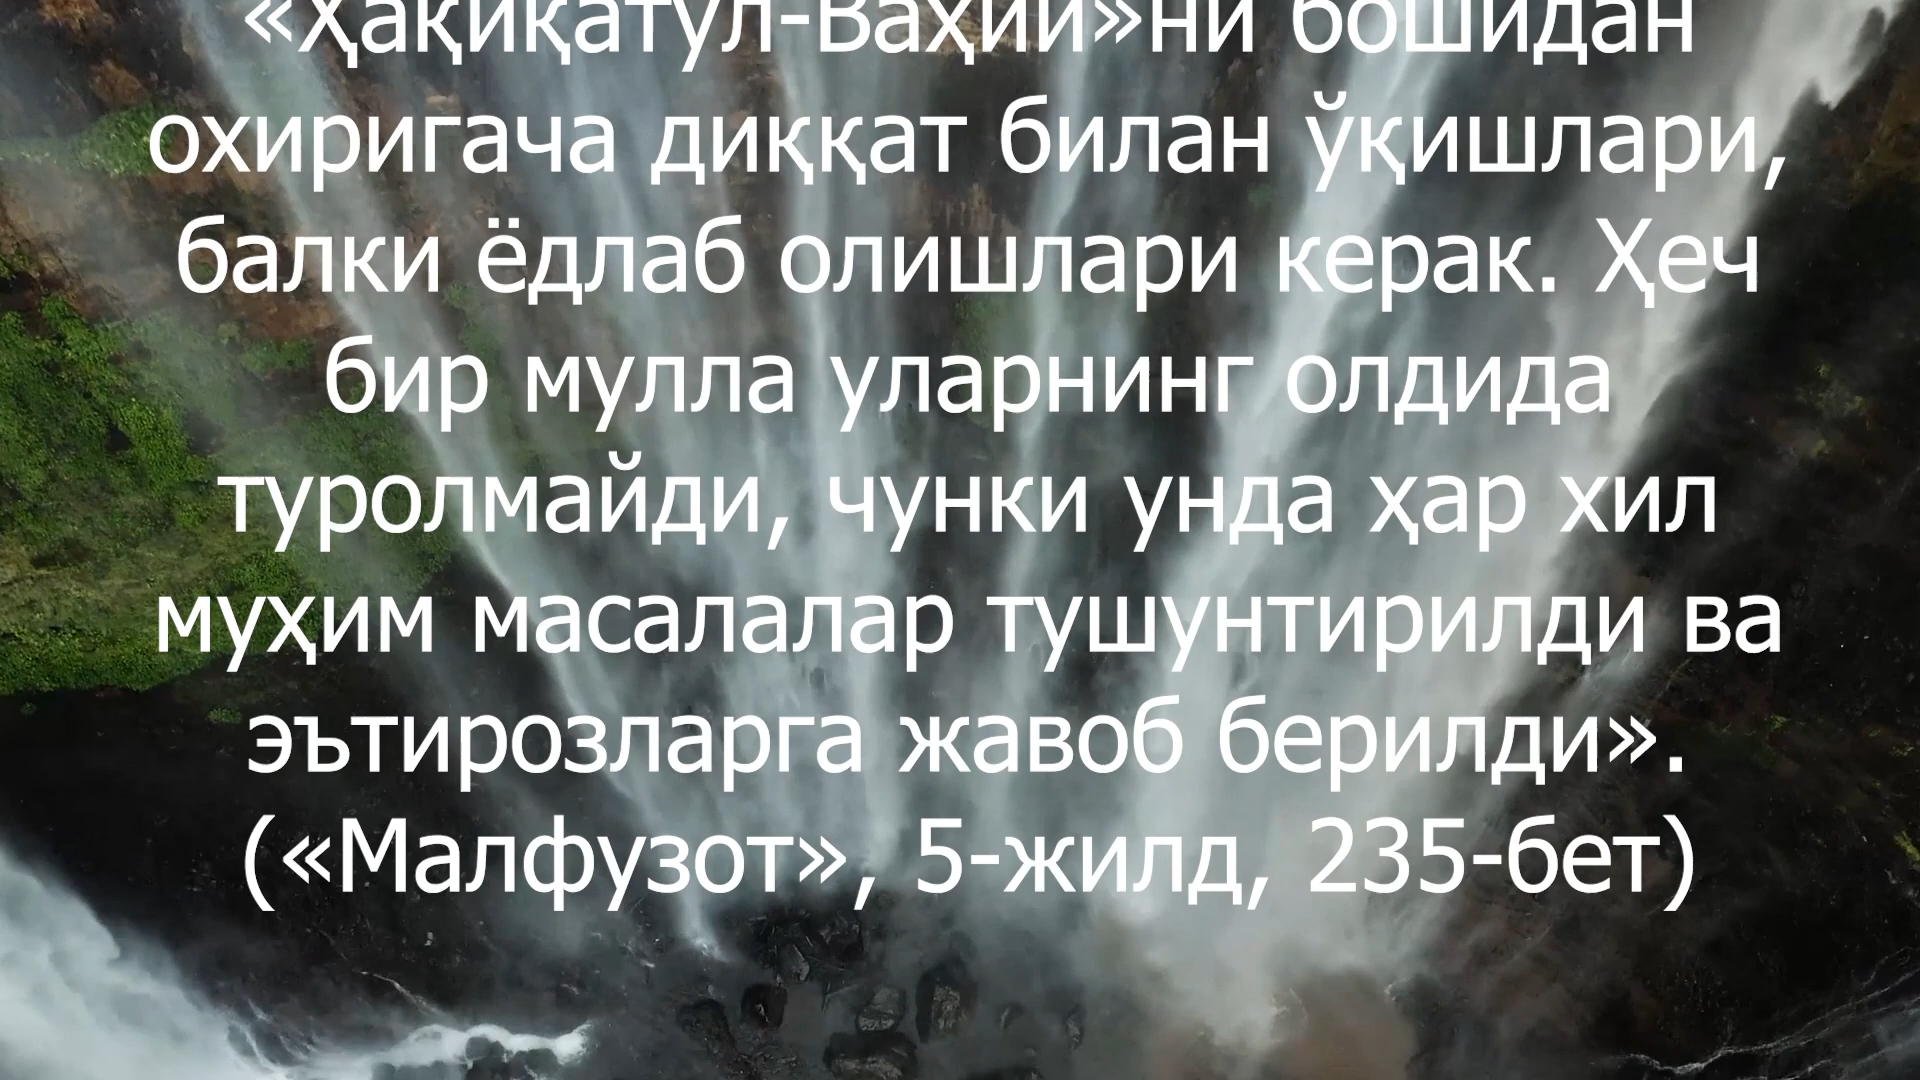 «Ҳақиқатул-Ваҳий»ни бошидан
охиригача диққат билан ўқишлари,
балки ёдлаб олишлари керак. Ҳеч
бир мулла уларнинг олдида
туролмайди, чунки унда ҳар хил
муҳим масалалар тушунтирилди ва
эътирозларга жавоб берилди».
(«Малфузот», 5-жилд, 235-бет)